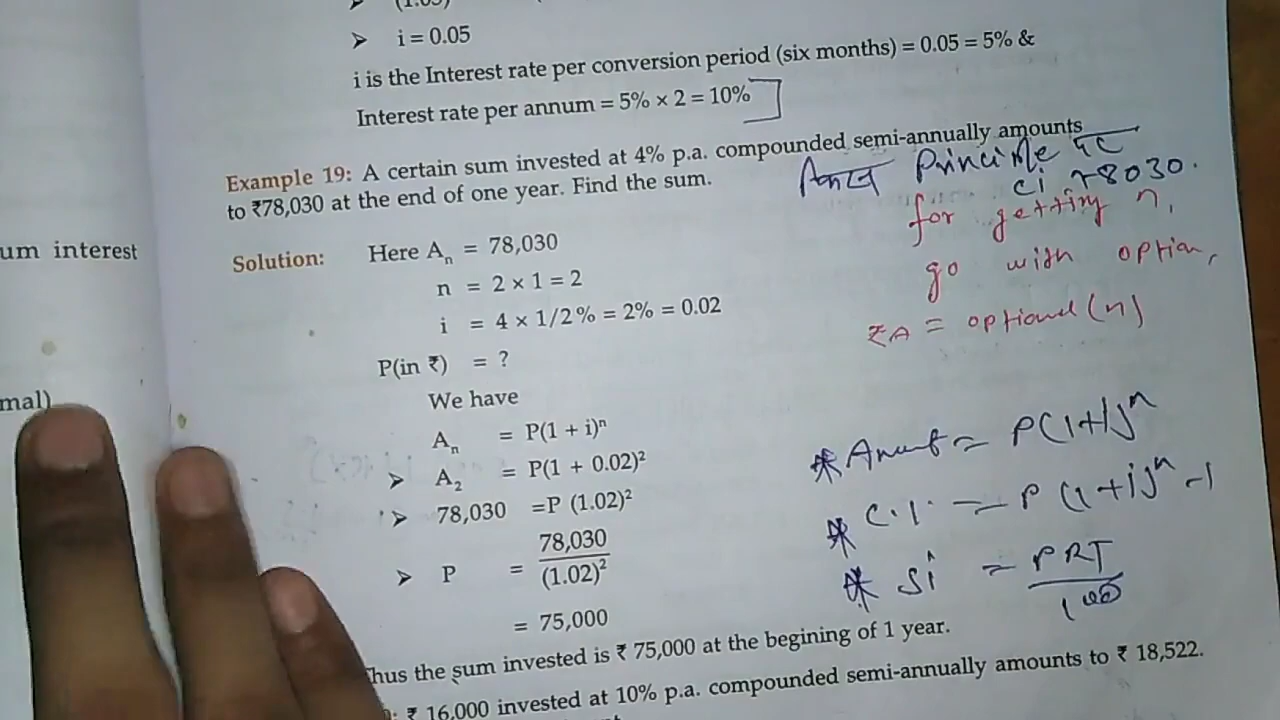 ➢ (1.05)
➢ i = 0.05
i is the Interest rate per conversion period (six months) = 0.05 = 5% &
Interest rate per annum = 5% × 2 = 10%
Example 19: A certain sum invested at 4% p.a. compounded semi-annually amounts
to ₹78,030 at the end of one year. Find the sum.
Principle
ci 78030.
for getting n,
go with option,
₹A = optional (n)
um interest
mal)
Solution: Here Aₙ = 78,030
n = 2 × 1 = 2
i = 4 × 1/2% = 2% = 0.02
P(in ₹) = ?
We have
Aₙ = P(1 + i)ⁿ
➢ A₂ = P(1 + 0.02)²
➢ 78,030 =P (1.02)²
➢ P = 78,030
(1.02)²
= 75,000
* Amount = P(1+i)ⁿ
* C.I. = P (1+i)ⁿ -1
* Si = PRT
100
Thus the sum invested is ₹ 75,000 at the begining of 1 year.
: ₹ 16,000 invested at 10% p.a. compounded semi-annually amounts to ₹ 18,522.